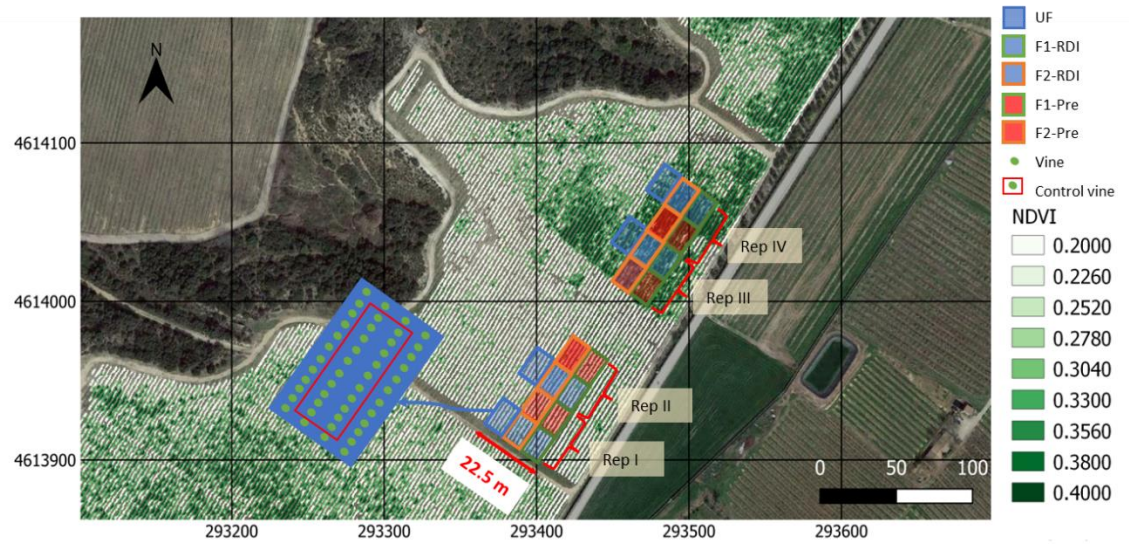 N
4614100
4614000
4613900
293200
293300
293400
293500
293600
Rep IV
Rep III
Rep II
Rep I
22.5 m
0
50
100
UF
F1-RDI
F2-RDI
F1-Pre
F2-Pre
Vine
Control vine
NDVI
0.2000
0.2260
0.2520
0.2780
0.3040
0.3300
0.3560
0.3800
0.4000